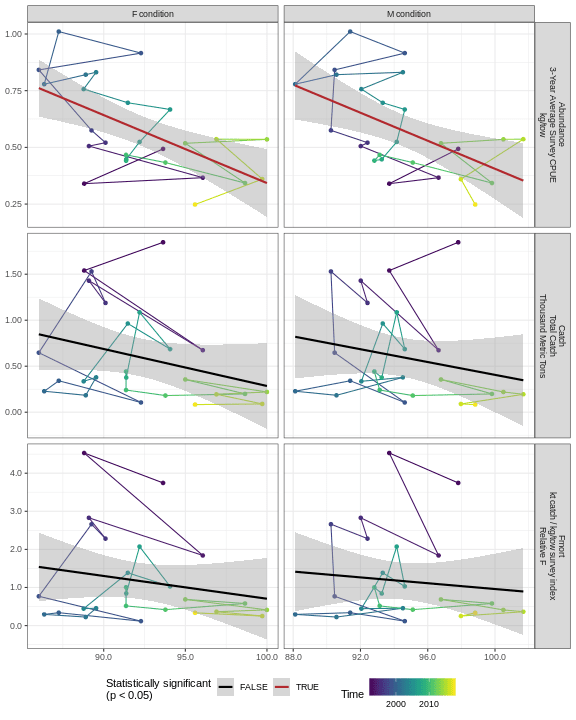 F condition
M condition
1.00
0.75
0.50
0.25
Abundance
3-Year Average Survey CPUE
kg/tow
1.50
1.00
0.50
0.00
Catch
Total Catch
Thousand Metric Tons
4.0
3.0
2.0
1.0
0.0
Fmort
kt catch / kg/tow survey index
Relative F
90.0
95.0
100.0
88.0
92.0
96.0
100.0
Statistically significant
(p < 0.05)
FALSE
TRUE
Time
2000
2010